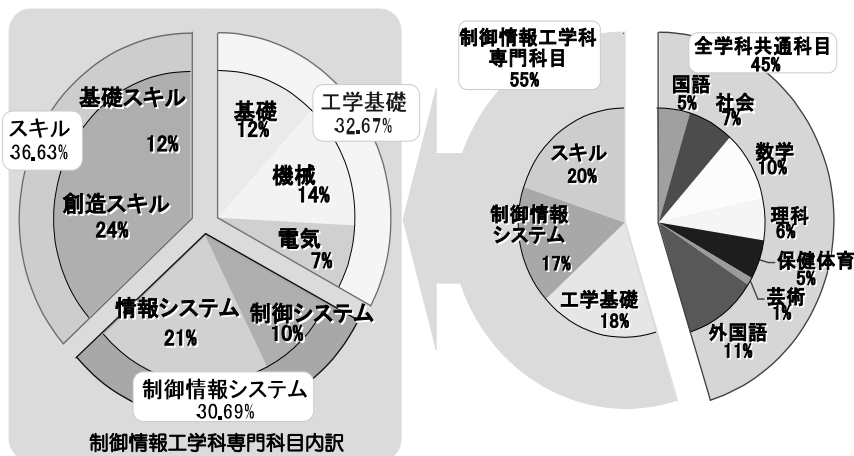 基礎スキル
12%
スキル
36.63%
創造スキル
24%
基礎
12%
工学基礎
32.67%
機械
14%
電気
7%
情報システム
21%
制御システム
10%
制御情報システム
30.69%
制御情報工学科専門科目内訳
制御情報工学科
専門科目
55%
スキル
20%
制御情報
システム
17%
工学基礎
18%
全学科共通科目
45%
国語
5%
社会
7%
数学
10%
理科
6%
保健体育
5%
芸術
1%
外国語
11%